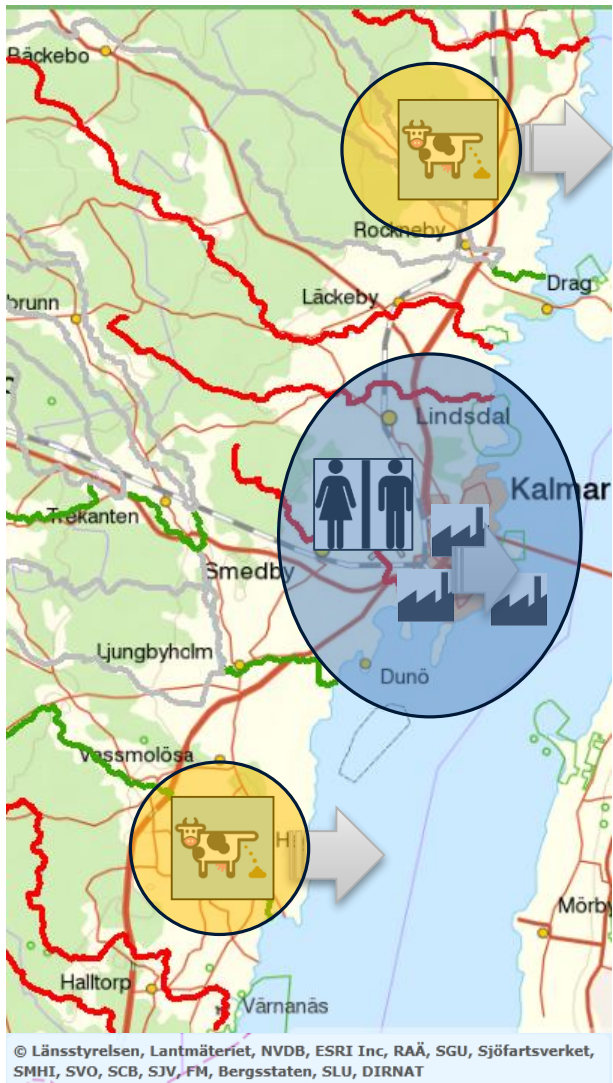 Bäckebo
Rockneby
Drag
Läckeby
brunn
Lindsdal
Kalmar
Trekanten
Smedby
Ljungbyholm
Dunö
Vassmolösa
H
Mörby
Halltorp
Värnanäs
© Länsstyrelsen, Lantmäteriet, NVDB, ESRI Inc, RAÄ, SGU, Sjöfartsverket,
SMHI, SVO, SCB, SJV, FM, Bergsstaten, SLU, DIRNAT